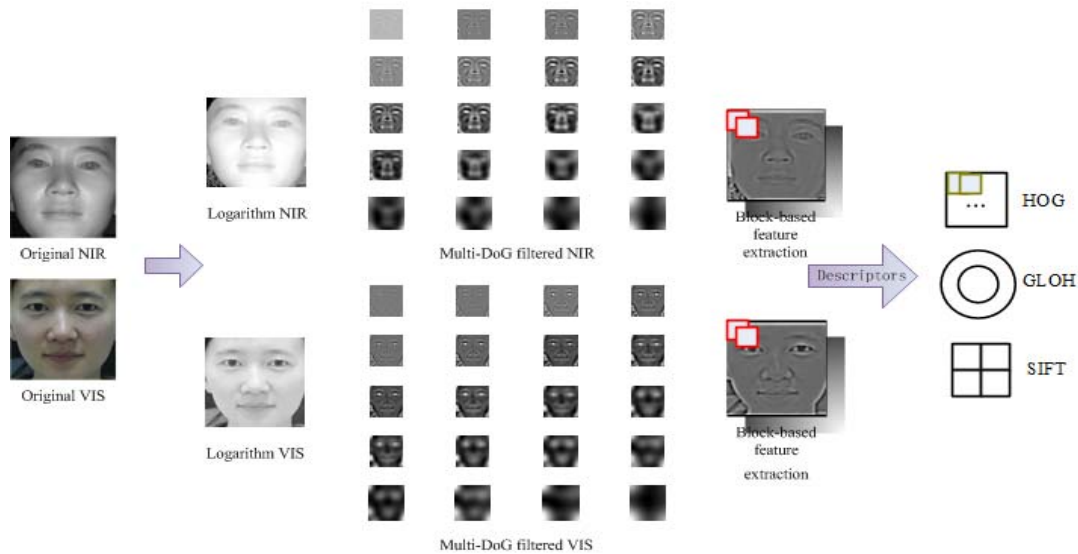 Original NIR
Original VIS
Logarithm NIR
Logarithm VIS
Multi-DoG filtered NIR
Multi-DoG filtered VIS
Block-based
feature
extraction
Block-based
feature
extraction
Descriptors
HOG
GLOH
SIFT